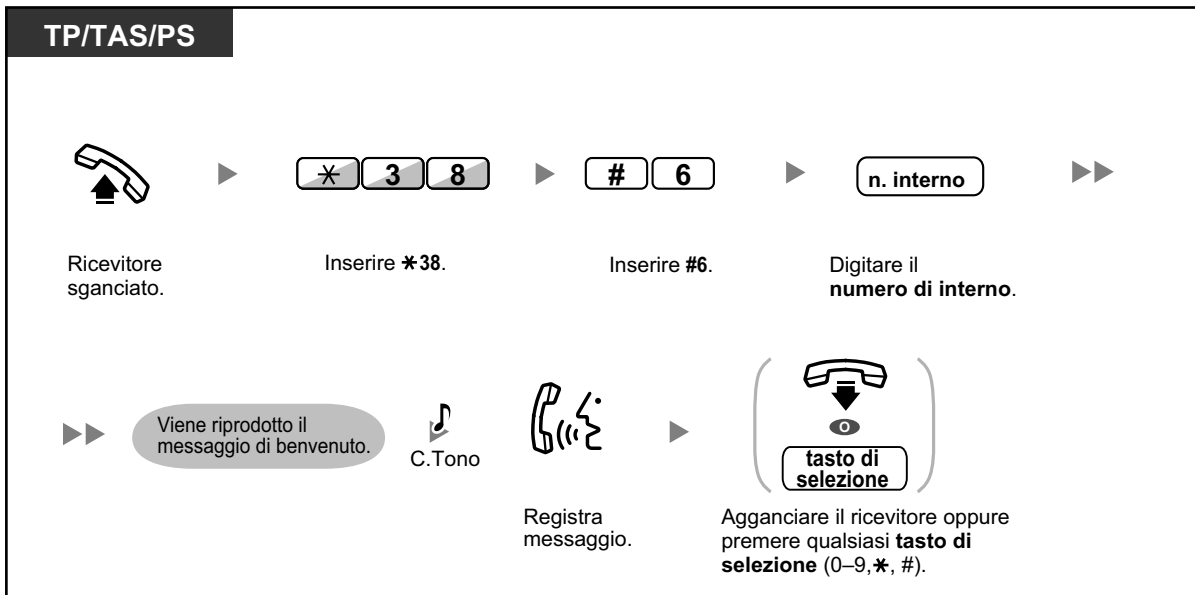 TP/TAS/PS
✳ 3 8
# 6
n. interno
Ricevitore
sganciato.
Inserire ✳38.
Inserire #6.
Digitare il
numero di interno.
Viene riprodotto il
messaggio di benvenuto.
C.Tono
O
tasto di
selezione
Registra
messaggio.
Agganciare il ricevitore oppure
premere qualsiasi tasto di
selezione (0–9,✳, #).